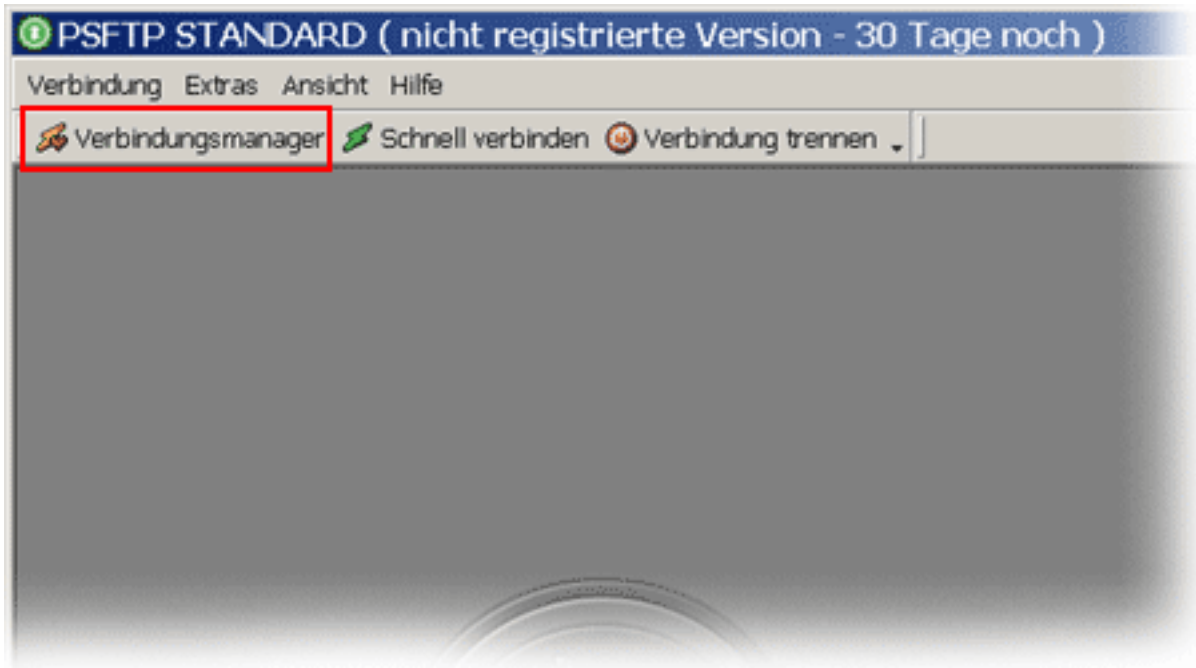 PSFTP STANDARD ( nicht registrierte Version - 30 Tage noch )
Verbindung Extras Ansicht Hilfe
Verbindungsmanager Schnell verbinden Verbindung trennen